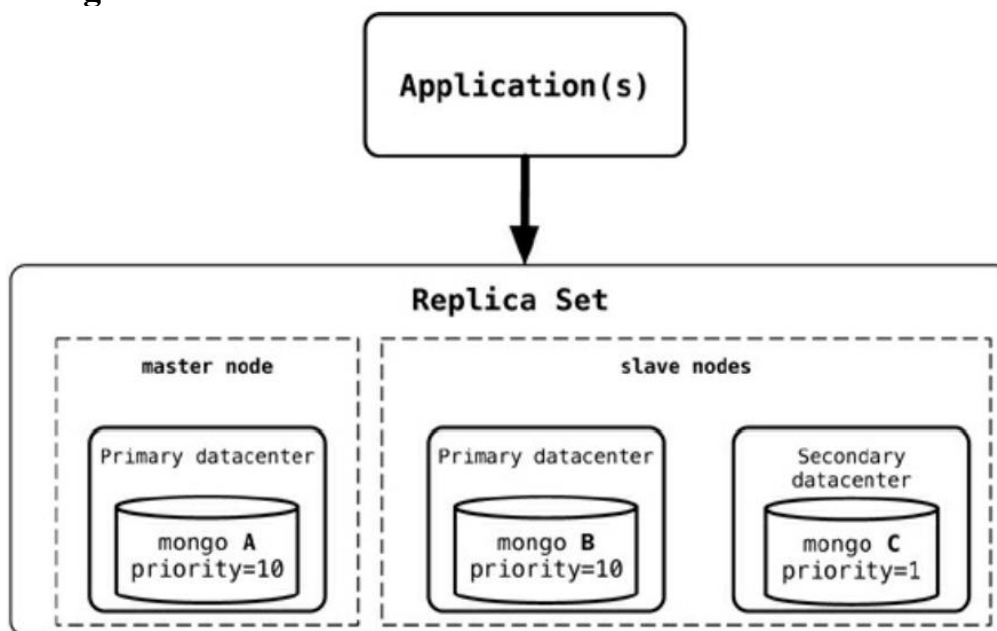 Application(s)
Replica Set
master node
slave nodes
Primary datacenter
mongo A
priority=10
Primary datacenter
mongo B
priority=10
Secondary
datacenter
mongo C
priority=1